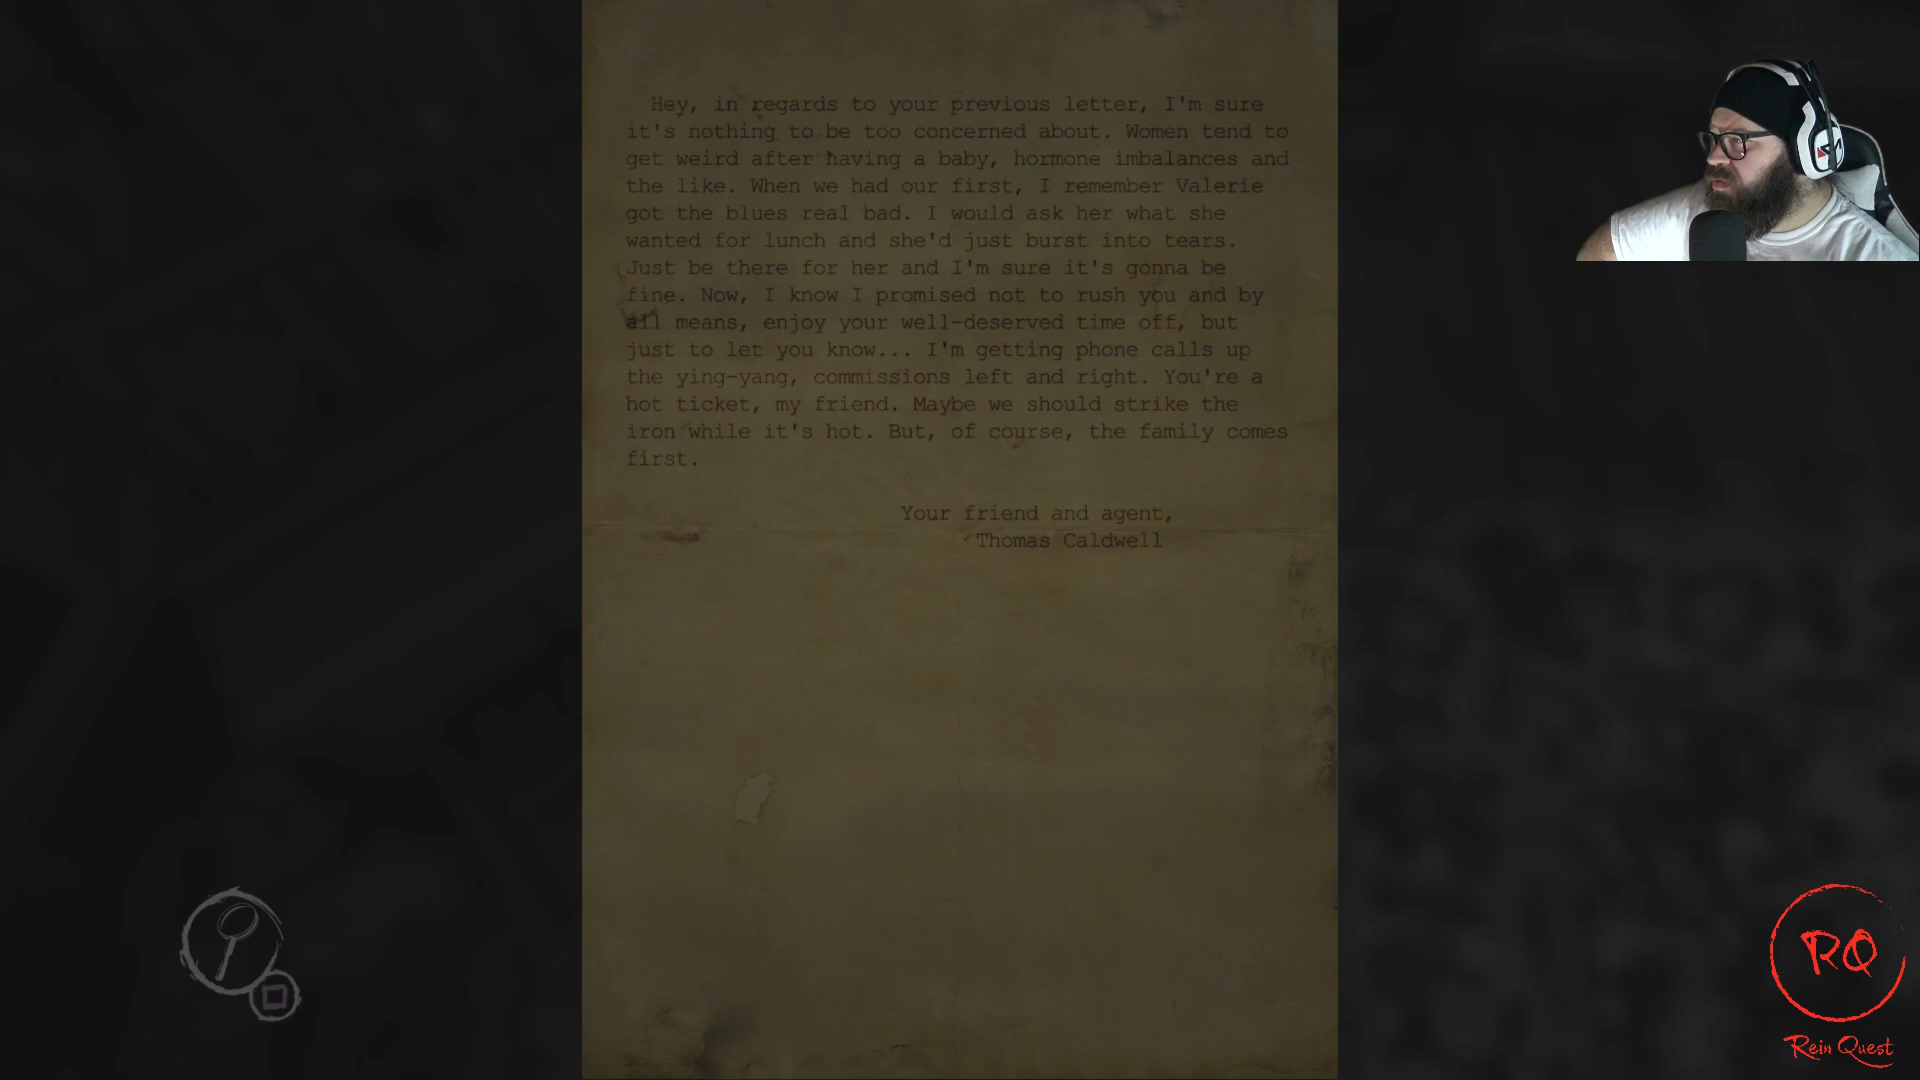 Hey, in regards to your previous letter, I'm sure
it's nothing to be too concerned about. Women tend to
get weird after having a baby, hormone imbalances and
the like. When we had our first, I remember Valerie
got the blues real bad. I would ask her what she
wanted for lunch and she'd just burst into tears.
Just be there for her and I'm sure it's gonna be
fine. Now, I know I promised not to rush you and by
all means, enjoy your well-deserved time off, but
just to let you know... I'm getting phone calls up
the ying-yang, commissions left and right. You're a
hot ticket, my friend. Maybe we should strike the
iron while it's hot. But, of course, the family comes
first.
Your friend and agent,
Thomas Caldwell
RQ
Rein Quest